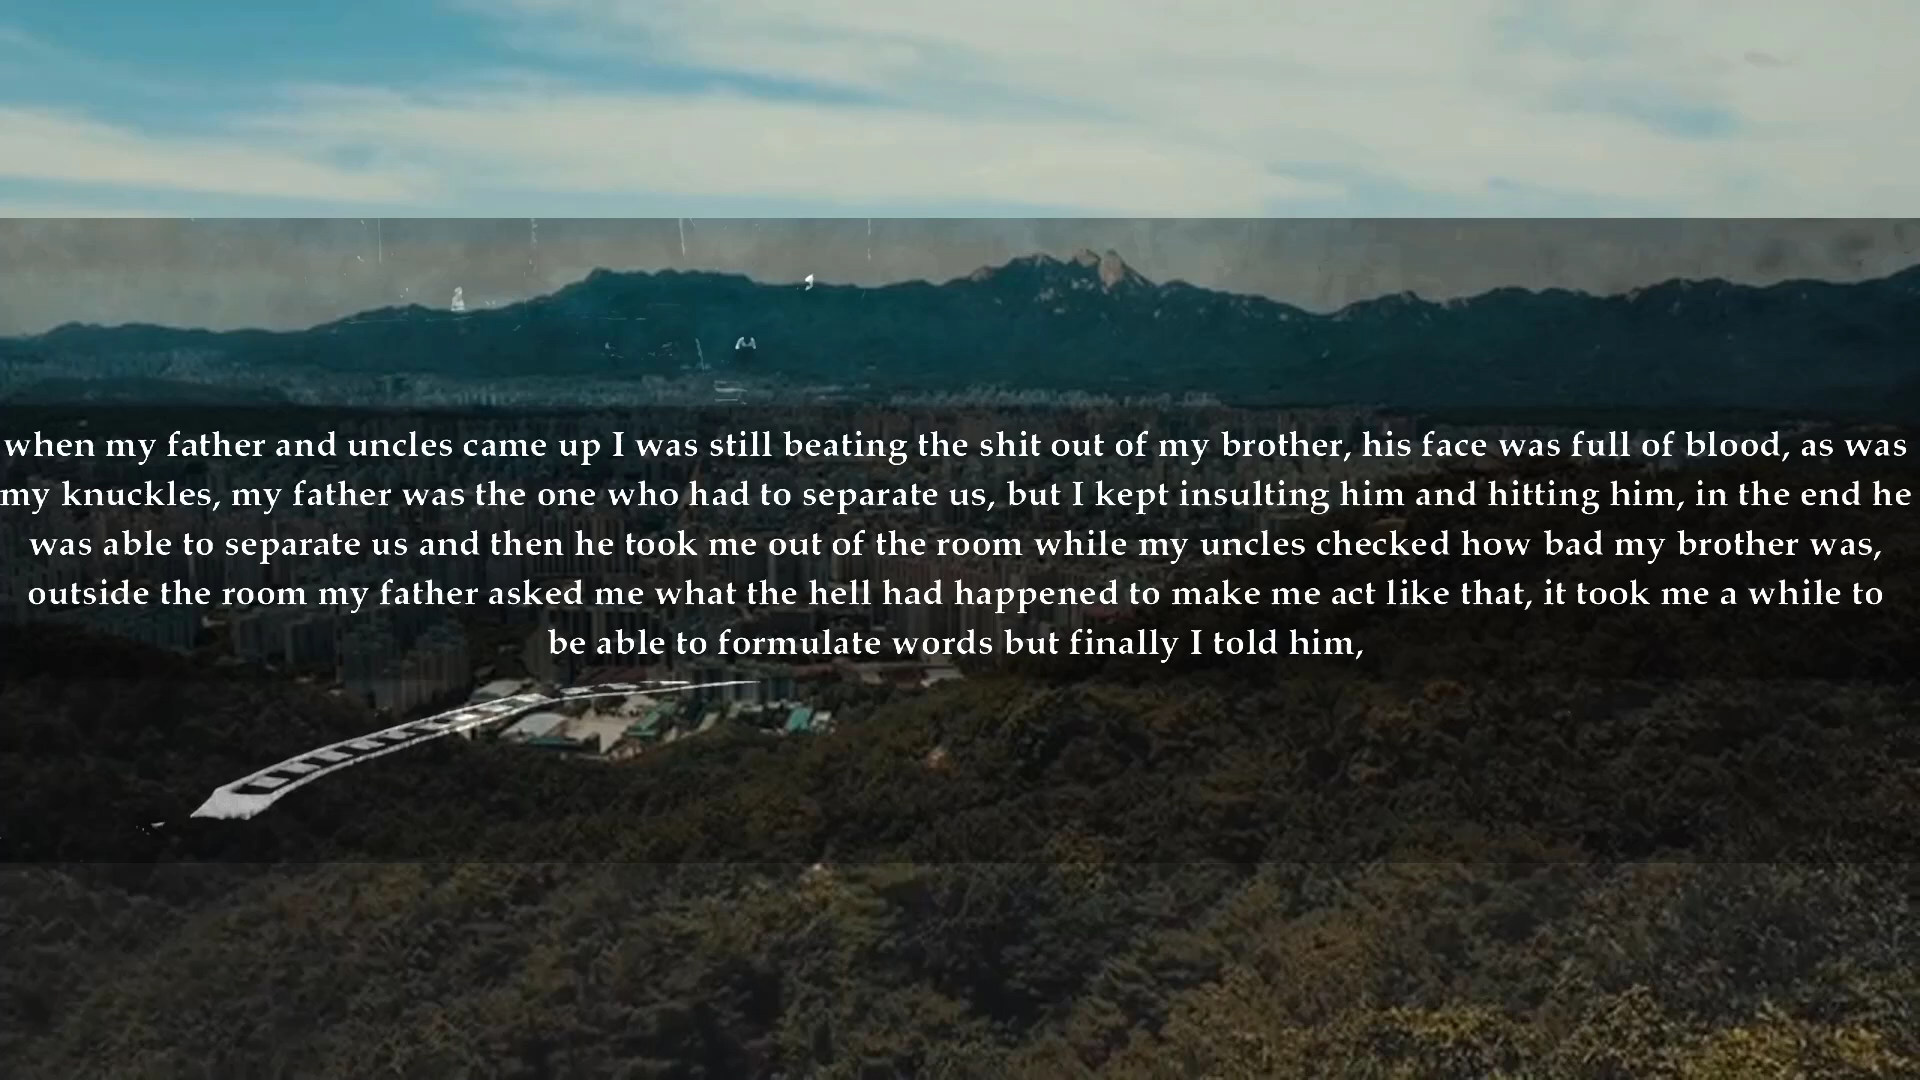 when my father and uncles came up I was still beating the shit out of my brother, his face was full of blood, as was
my knuckles, my father was the one who had to separate us, but I kept insulting him and hitting him, in the end he
was able to separate us and then he took me out of the room while my uncles checked how bad my brother was,
outside the room my father asked me what the hell had happened to make me act like that, it took me a while to
be able to formulate words but finally I told him,